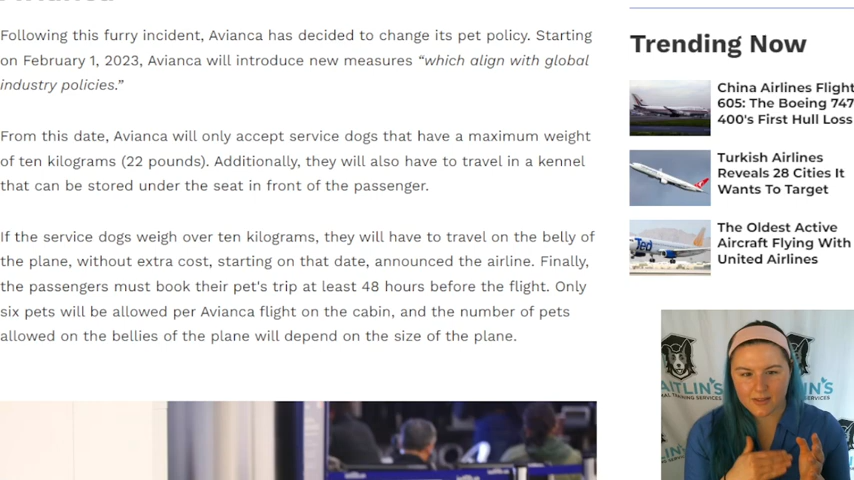 Following this furry incident, Avianca has decided to change its pet policy. Starting
on February 1, 2023, Avianca will introduce new measures “which align with global
industry policies.”
From this date, Avianca will only accept service dogs that have a maximum weight
of ten kilograms (22 pounds). Additionally, they will also have to travel in a kennel
that can be stored under the seat in front of the passenger.
If the service dogs weigh over ten kilograms, they will have to travel on the belly of
the plane, without extra cost, starting on that date, announced the airline. Finally,
the passengers must book their pet's trip at least 48 hours before the flight. Only
six pets will be allowed per Avianca flight on the cabin, and the number of pets
allowed on the bellies of the plane will depend on the size of the plane.
Trending Now
China Airlines Flight
605: The Boeing 747
400's First Hull Loss
Turkish Airlines
Reveals 28 Cities It
Wants To Target
Ted
The Oldest Active
Aircraft Flying With
United Airlines
AITLIN'S
IN'S
NAL TRAINING SERVICES
SERVICES